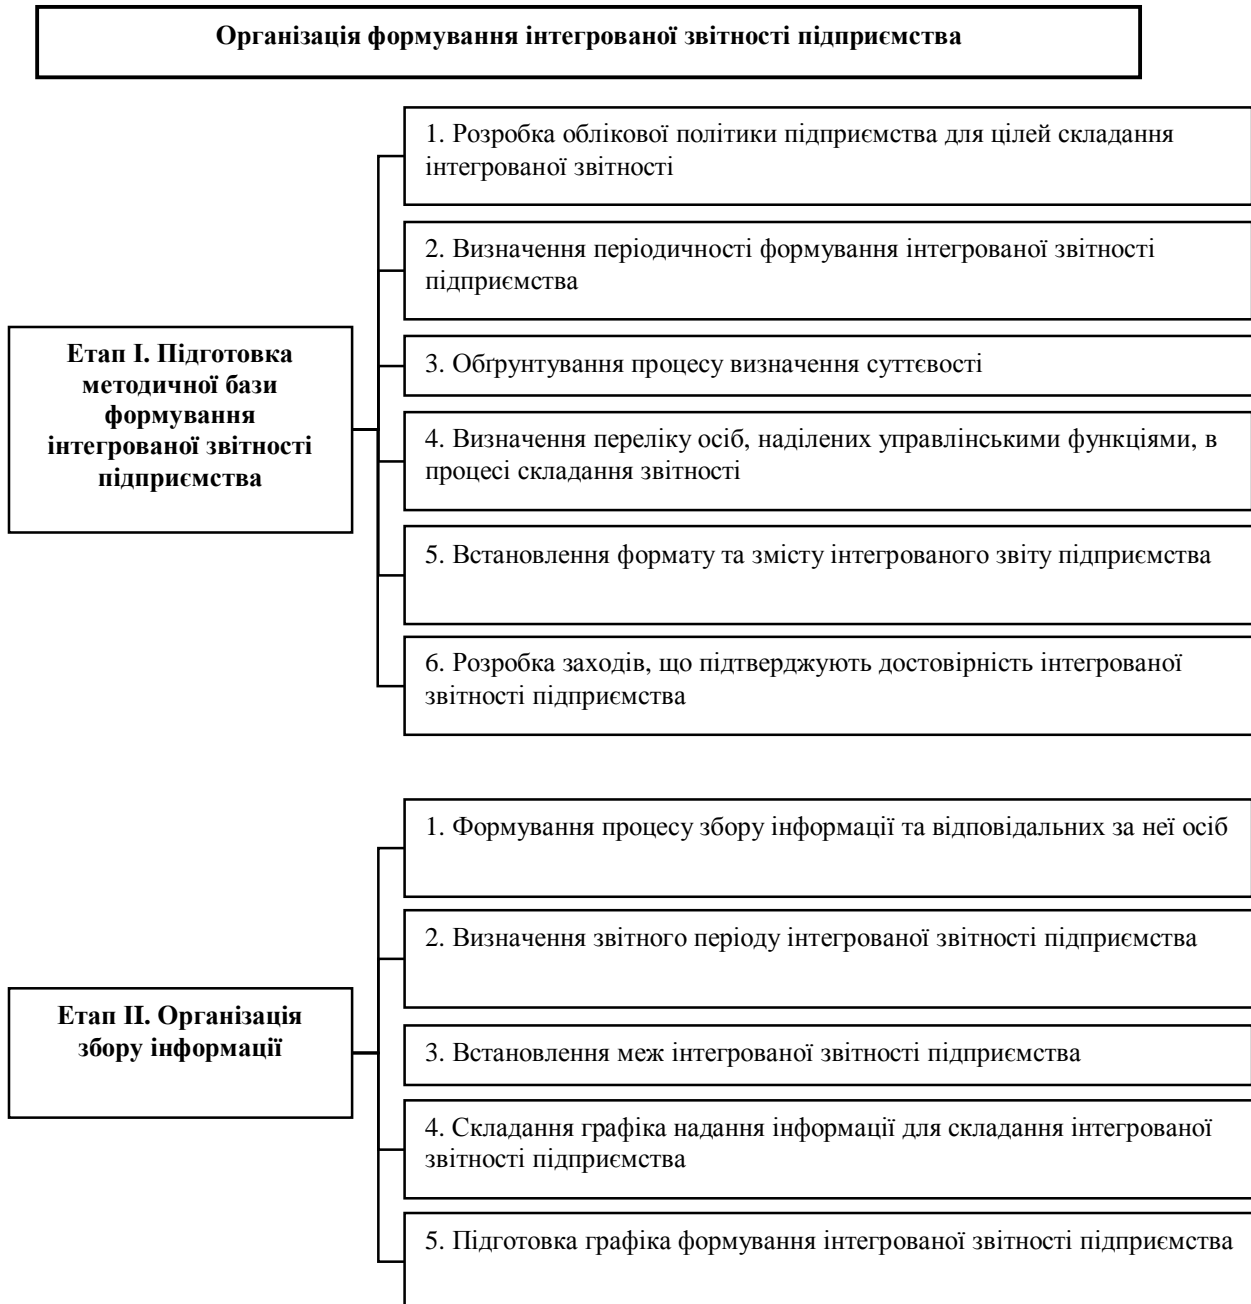 Організація формування інтегрованої звітності підприємства
1. Розробка облікової політики підприємства для цілей складання
інтегрованої звітності
2. Визначення періодичності формування інтегрованої звітності
підприємства
3. Обґрунтування процесу визначення суттєвості
Етап І. Підготовка
методичної бази
формування
інтегрованої звітності
підприємства
4. Визначення переліку осіб, наділених управлінськими функціями, в
процесі складання звітності
5. Встановлення формату та змісту інтегрованого звіту підприємства
6. Розробка заходів, що підтверджують достовірність інтегрованої
звітності підприємства
1. Формування процесу збору інформації та відповідальних за неї осіб
2. Визначення звітного періоду інтегрованої звітності підприємства
Етап ІІ. Організація
збору інформації
3. Встановлення меж інтегрованої звітності підприємства
4. Складання графіка надання інформації для складання інтегрованої
звітності підприємства
5. Підготовка графіка формування інтегрованої звітності підприємства